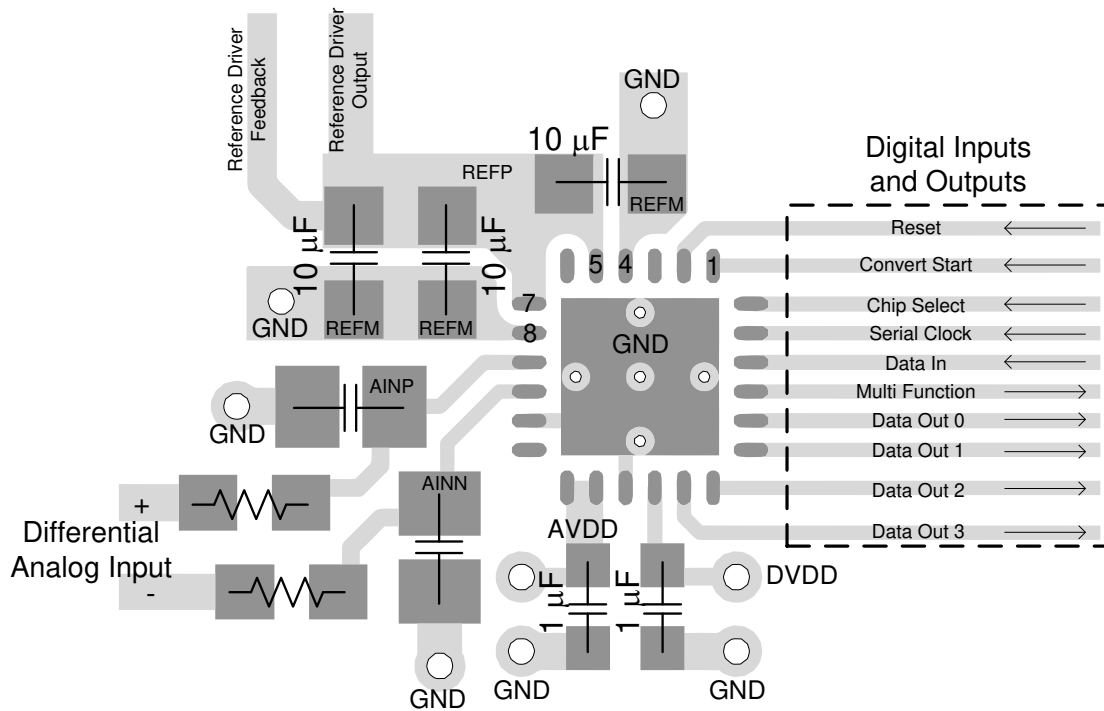 Reference Driver
Feedback
Reference Driver
Output
GND
10 µF
REFP
REFM
Digital Inputs
and Outputs
Reset
Convert Start
Chip Select
Serial Clock
Data In
Multi Function
Data Out 0
Data Out 1
Data Out 2
Data Out 3
10 µF
10 µF
5
4
1
7
8
GND
REFM
REFM
GND
AINP
GND
AINN
+
Differential
Analog Input
-
AVDD
DVDD
1 µF
1 µF
GND
GND
GND